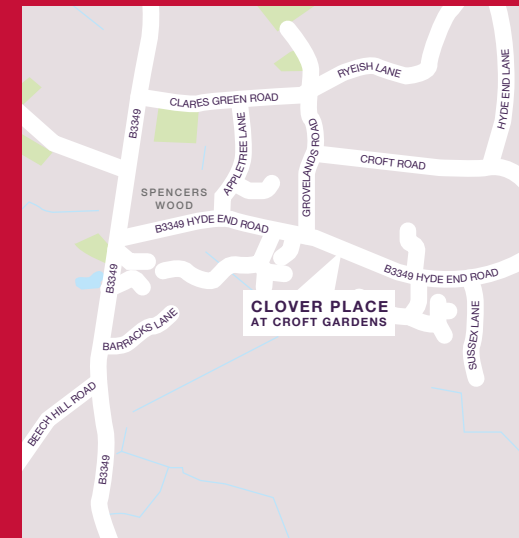 RYEISH LANE
HYDE END LANE
CLARES GREEN ROAD
B3349
APPLETREE LANE
GROVELANDS ROAD
CROFT ROAD
SPENCERS
WOOD
B3349 HYDE END ROAD
B3349 HYDE END ROAD
B3349
CLOVER PLACE
AT CROFT GARDENS
SUSSEX LANE
BARRACKS LANE
BEECH HILL ROAD
B3349